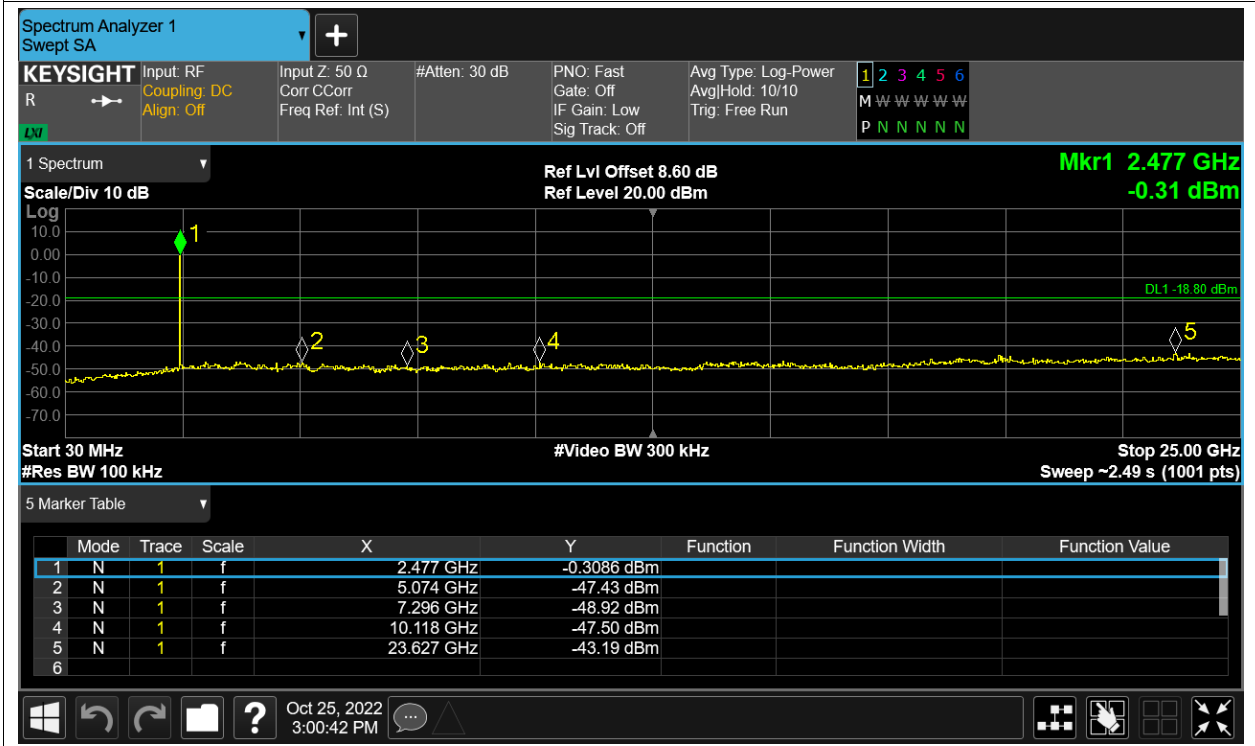 Spectrum Analyzer 1
Swept SA
+
KEYSIGHT
R
LXI
Input: RF
Coupling: DC
Align: Off
Input Z: 50 Ω
Corr CCorr
Freq Ref: Int (S)
#Atten: 30 dB
PNO: Fast
Gate: Off
IF Gain: Low
Sig Track: Off
Avg Type: Log-Power
Avg|Hold: 10/10
Trig: Free Run
1 2 3 4 5 6
M W W W W W
P N N N N N
1 Spectrum
Scale/Div 10 dB
Ref Lvl Offset 8.60 dB
Ref Level 20.00 dBm
Mkr1 2.477 GHz
-0.31 dBm
Log
10.0
0.00
-10.0
-20.0
-30.0
-40.0
-50.0
-60.0
-70.0
1
2
3
4
5
DL1 -18.80 dBm
Start 30 MHz
#Video BW 300 kHz
Stop 25.00 GHz
#Res BW 100 kHz
Sweep ~2.49 s (1001 pts)
5 Marker Table
Mode Trace Scale X Y Function Function Width Function Value
1 N 1 f 2.477 GHz -0.3086 dBm
2 N 1 f 5.074 GHz -47.43 dBm
3 N 1 f 7.296 GHz -48.92 dBm
4 N 1 f 10.118 GHz -47.50 dBm
5 N 1 f 23.627 GHz -43.19 dBm
6
?
Oct 25, 2022
3:00:42 PM